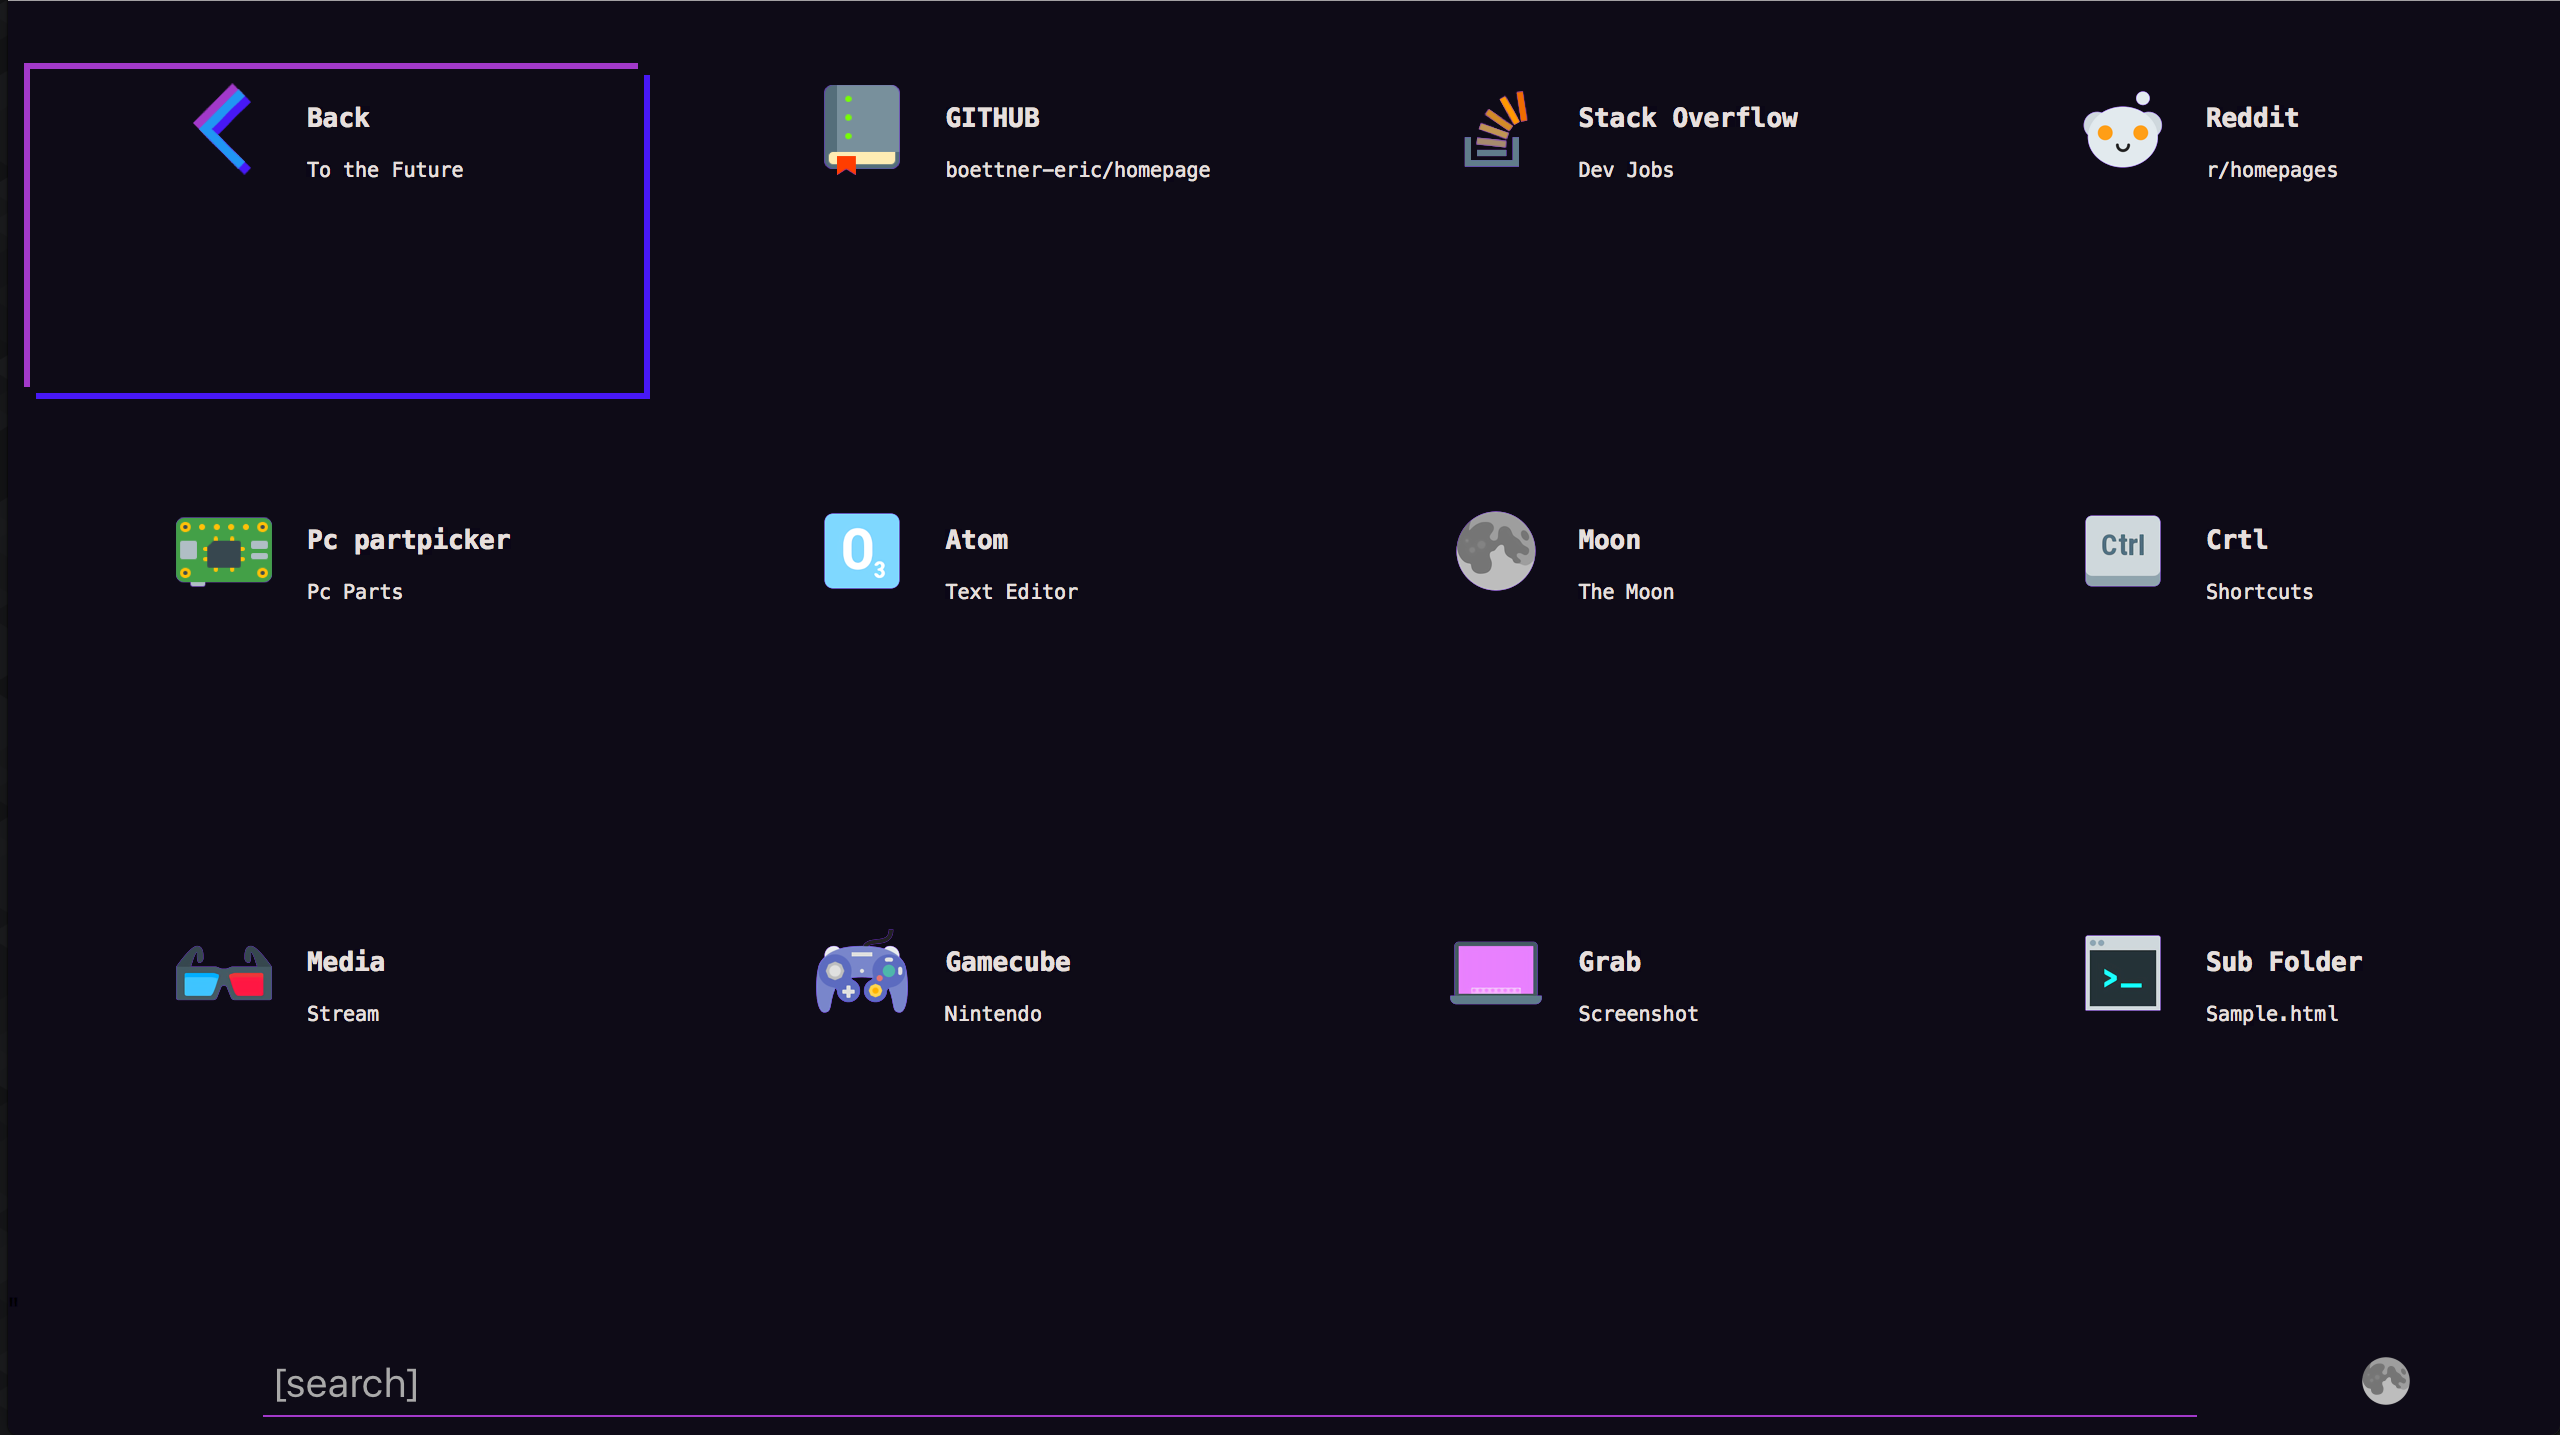 Back
To the Future
GITHUB
boettner-eric/homepage
Stack Overflow
Dev Jobs
Reddit
r/homepages
Pc partpicker
Pc Parts
O3
Atom
Text Editor
Moon
The Moon
Ctrl
Crtl
Shortcuts
Media
Stream
Gamecube
Nintendo
Grab
Screenshot
>_
Sub Folder
Sample.html
[search]